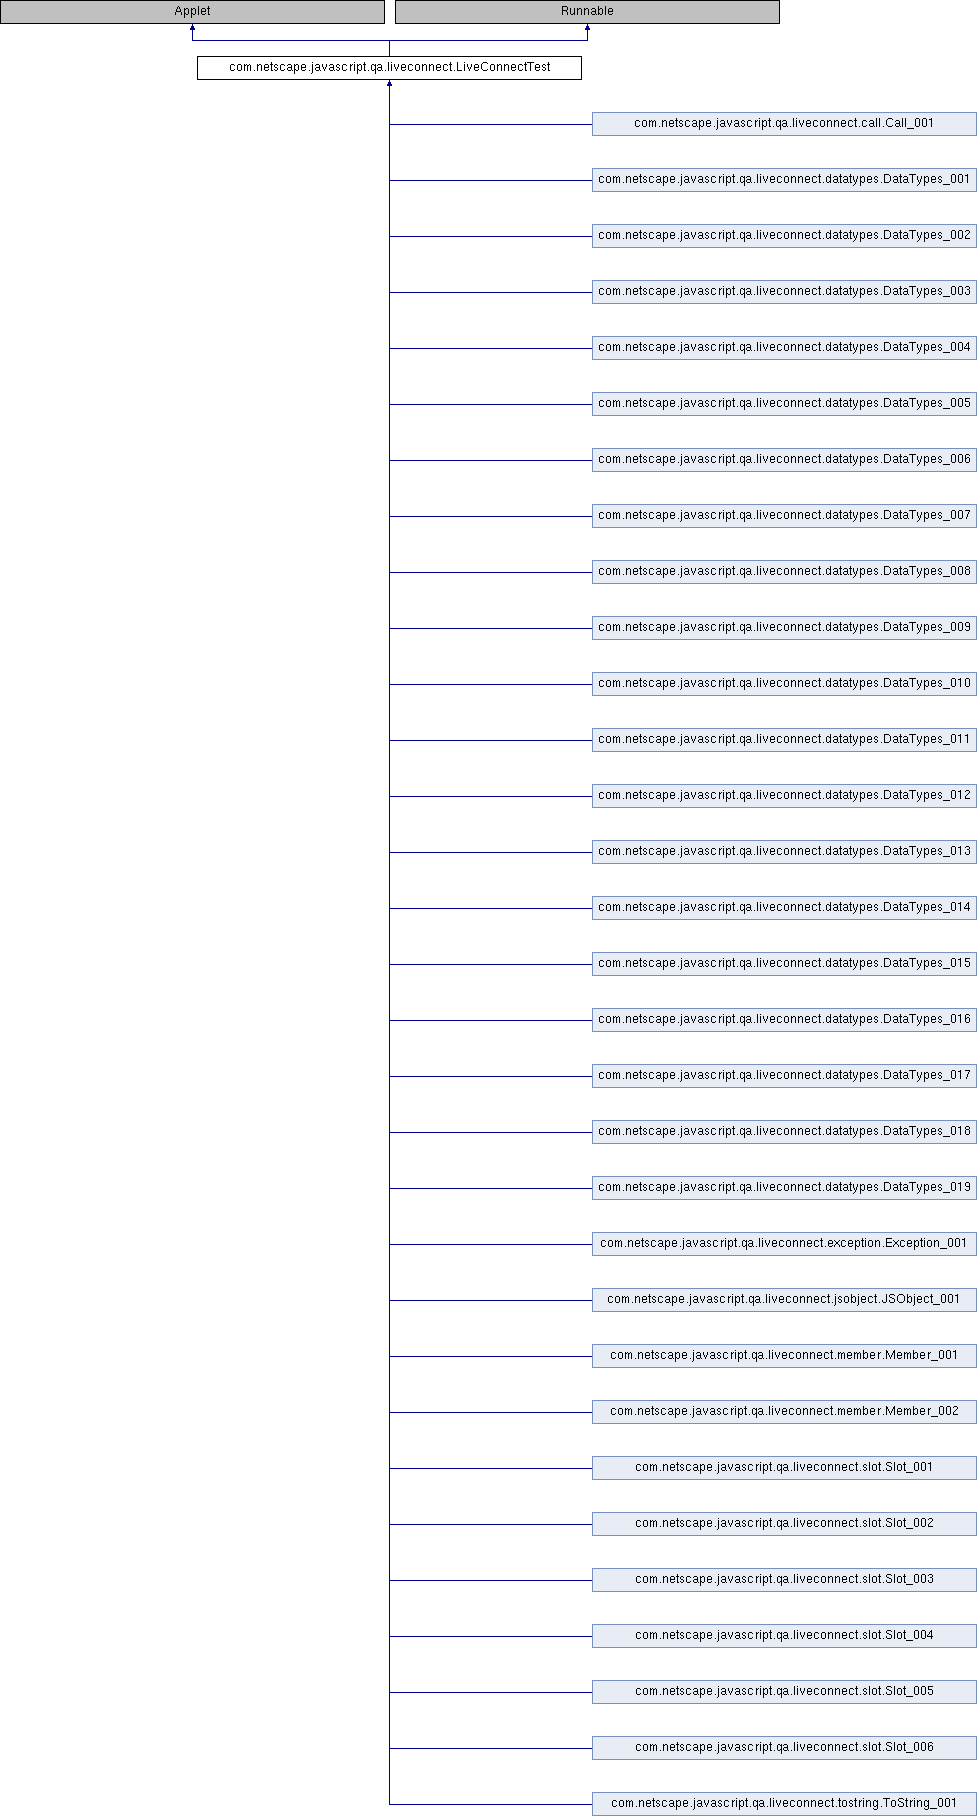 Applet
Runnable
com.netscape.javascript.qa.liveconnect.LiveConnectTest
com.netscape.javascript.qa.liveconnect.call.Call_001
com.netscape.javascript.qa.liveconnect.datatypes.DataTypes_001
com.netscape.javascript.qa.liveconnect.datatypes.DataTypes_002
com.netscape.javascript.qa.liveconnect.datatypes.DataTypes_003
com.netscape.javascript.qa.liveconnect.datatypes.DataTypes_004
com.netscape.javascript.qa.liveconnect.datatypes.DataTypes_005
com.netscape.javascript.qa.liveconnect.datatypes.DataTypes_006
com.netscape.javascript.qa.liveconnect.datatypes.DataTypes_007
com.netscape.javascript.qa.liveconnect.datatypes.DataTypes_008
com.netscape.javascript.qa.liveconnect.datatypes.DataTypes_009
com.netscape.javascript.qa.liveconnect.datatypes.DataTypes_010
com.netscape.javascript.qa.liveconnect.datatypes.DataTypes_011
com.netscape.javascript.qa.liveconnect.datatypes.DataTypes_012
com.netscape.javascript.qa.liveconnect.datatypes.DataTypes_013
com.netscape.javascript.qa.liveconnect.datatypes.DataTypes_014
com.netscape.javascript.qa.liveconnect.datatypes.DataTypes_015
com.netscape.javascript.qa.liveconnect.datatypes.DataTypes_016
com.netscape.javascript.qa.liveconnect.datatypes.DataTypes_017
com.netscape.javascript.qa.liveconnect.datatypes.DataTypes_018
com.netscape.javascript.qa.liveconnect.datatypes.DataTypes_019
com.netscape.javascript.qa.liveconnect.exception.Exception_001
com.netscape.javascript.qa.liveconnect.jsobject.JSObject_001
com.netscape.javascript.qa.liveconnect.member.Member_001
com.netscape.javascript.qa.liveconnect.member.Member_002
com.netscape.javascript.qa.liveconnect.slot.Slot_001
com.netscape.javascript.qa.liveconnect.slot.Slot_002
com.netscape.javascript.qa.liveconnect.slot.Slot_003
com.netscape.javascript.qa.liveconnect.slot.Slot_004
com.netscape.javascript.qa.liveconnect.slot.Slot_005
com.netscape.javascript.qa.liveconnect.slot.Slot_006
com.netscape.javascript.qa.liveconnect.tostring.ToString_001